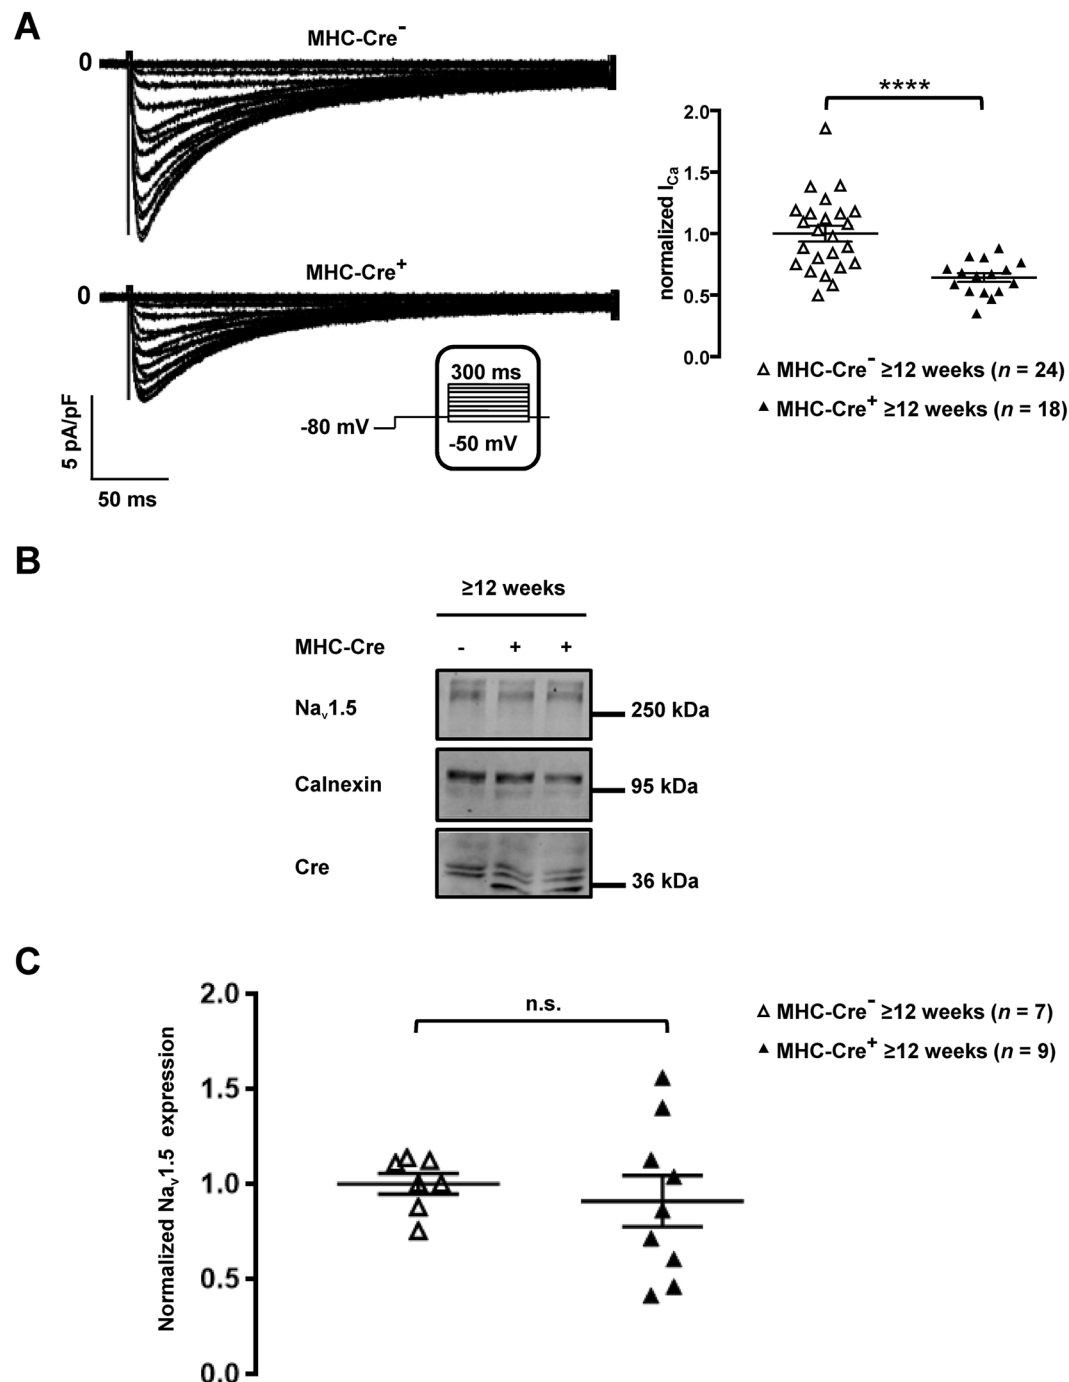 A
MHC-Cre⁻
0
MHC-Cre⁺
0
300 ms
-80 mV
-50 mV
5 pA/pF
50 ms
****
2.0
1.5
1.0
0.5
0.0
normalized I_Ca
△ MHC-Cre⁻ ≥12 weeks (n = 24)
▲ MHC-Cre⁺ ≥12 weeks (n = 18)
B
≥12 weeks
MHC-Cre - + +
Naᵥ1.5 250 kDa
Calnexin 95 kDa
Cre 36 kDa
C
2.0
1.5
1.0
0.5
0.0
Normalized Naᵥ1.5 expression
n.s.
△ MHC-Cre⁻ ≥12 weeks (n = 7)
▲ MHC-Cre⁺ ≥12 weeks (n = 9)